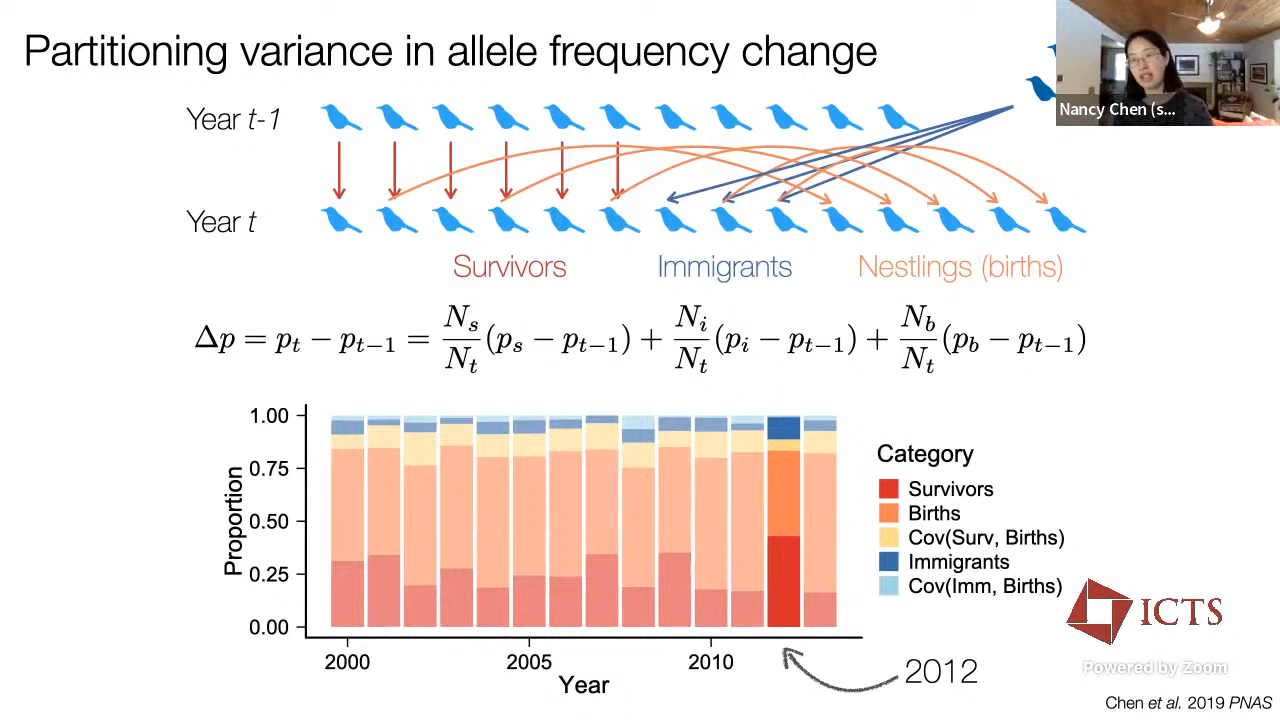 Partitioning variance in allele frequency change
Nancy Chen (s...
Year t-1
Year t
Survivors
Immigrants
Nestlings (births)
Δp = p_t − p_{t−1} = \frac{N_s}{N_t}(p_s − p_{t−1}) + \frac{N_i}{N_t}(p_i − p_{t−1}) + \frac{N_b}{N_t}(p_b − p_{t−1})
1.00
0.75
0.50
0.25
0.00
Proportion
2000
2005
2010
Year
Category
Survivors
Births
Cov(Surv, Births)
Immigrants
Cov(Imm, Births)
2012
ICTS
Powered by Zoom
Chen et al. 2019 PNAS